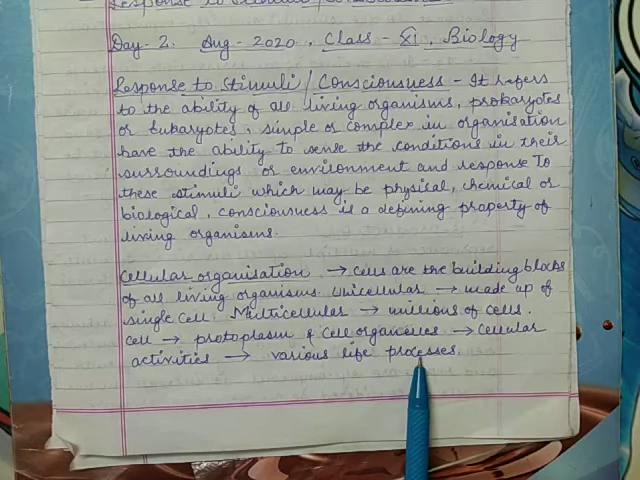 Response to Stimuli / Consciousness
Day-2. Aug-2020, Class - XI, Biology
Response to Stimuli / Consciousness - It refers
to the ability of all living organisms, prokaryotes
or Eukaryotes, simple or complex in organisation
have the ability to sense the conditions in their
surroundings or environment and response to
these stimuli which may be physical, chemical or
biological, consciousness is a defining property of
living organisms.
Cellular organisation → cells are the building blocks
of all living organisms. Unicellular → made up of
single cell. Multicellular → millions of cells.
cell → protoplasm & cell organelles → cellular
activities → various life processes.